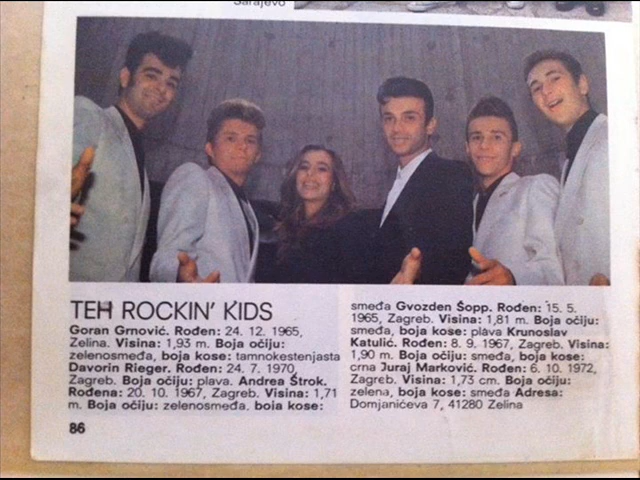 Sarajevo
TEH ROCKIN' KIDS
Goran Grnović. Rođen: 24. 12. 1965,
Zelina. Visina: 1,93 m. Boja očiju:
zelenosmeđa, boja kose: tamnokestenjasta
Davorin Rieger. Rođen: 24. 7. 1970,
Zagreb. Boja očiju: plava. Andrea Štrok.
Rođena: 20. 10. 1967, Zagreb. Visina: 1,71
m. Boja očiju: zelenosmeđa, boja kose:
smeđa Gvozden Šopp. Rođen: 15. 5.
1965, Zagreb. Visina: 1,81 m. Boja očiju:
smeđa, boja kose: plava Krunoslav
Katulić. Rođen: 8. 9. 1967, Zagreb. Visina:
1,90 m. Boja očiju: smeđa, boja kose:
crna Juraj Marković. Rođen: 6. 10. 1972,
Zagreb. Visina: 1,73 cm. Boja očiju:
zelena, boja kose: smeđa Adresa:
Domjanićeva 7, 41280 Zelina
86